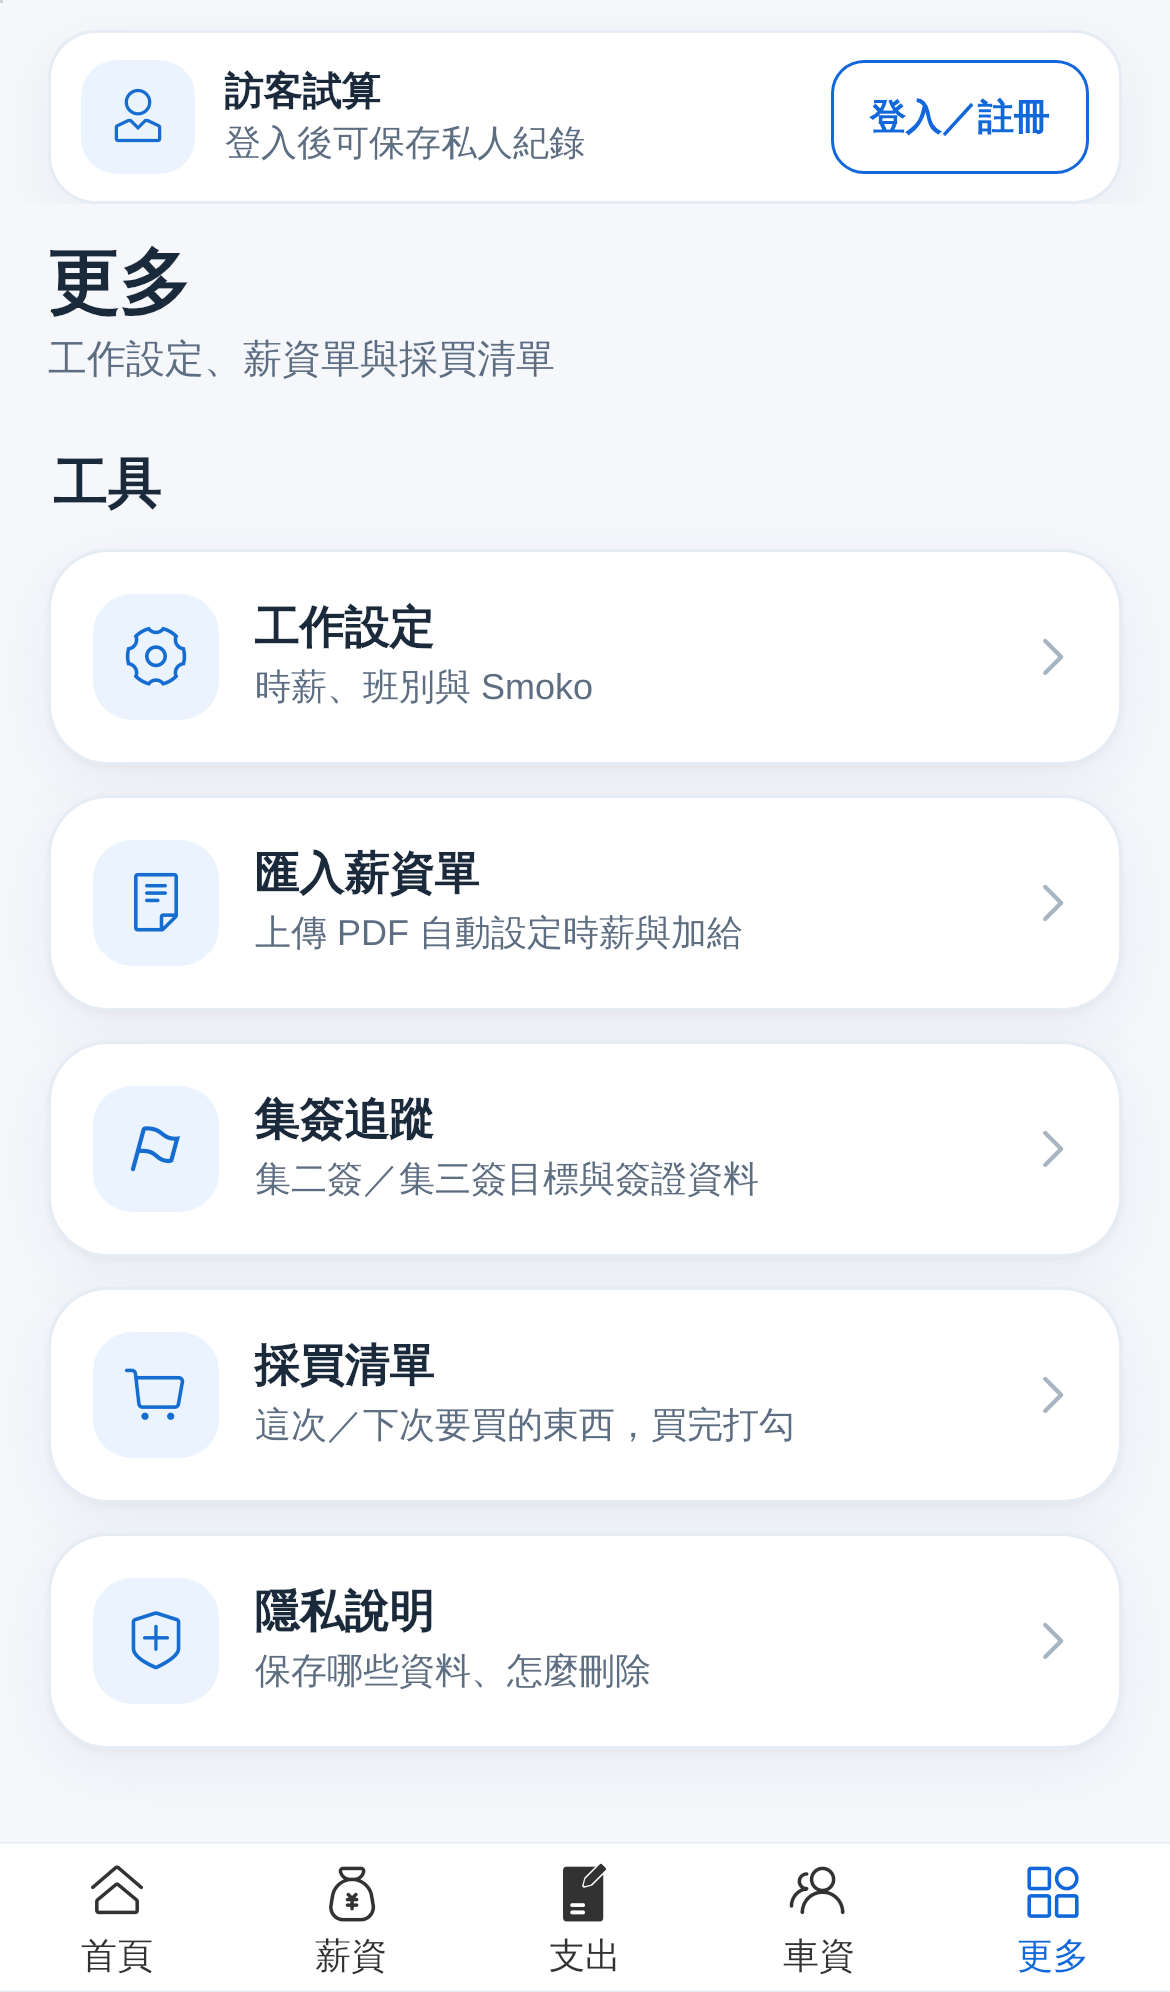 訪客試算
登入後可保存私人紀錄
登入／註冊
更多
工作設定、薪資單與採買清單
工具
工作設定
時薪、班別與 Smoko
匯入薪資單
上傳 PDF 自動設定時薪與加給
集簽追蹤
集二簽／集三簽目標與簽證資料
採買清單
這次／下次要買的東西，買完打勾
隱私說明
保存哪些資料、怎麼刪除
首頁
薪資
支出
車資
更多